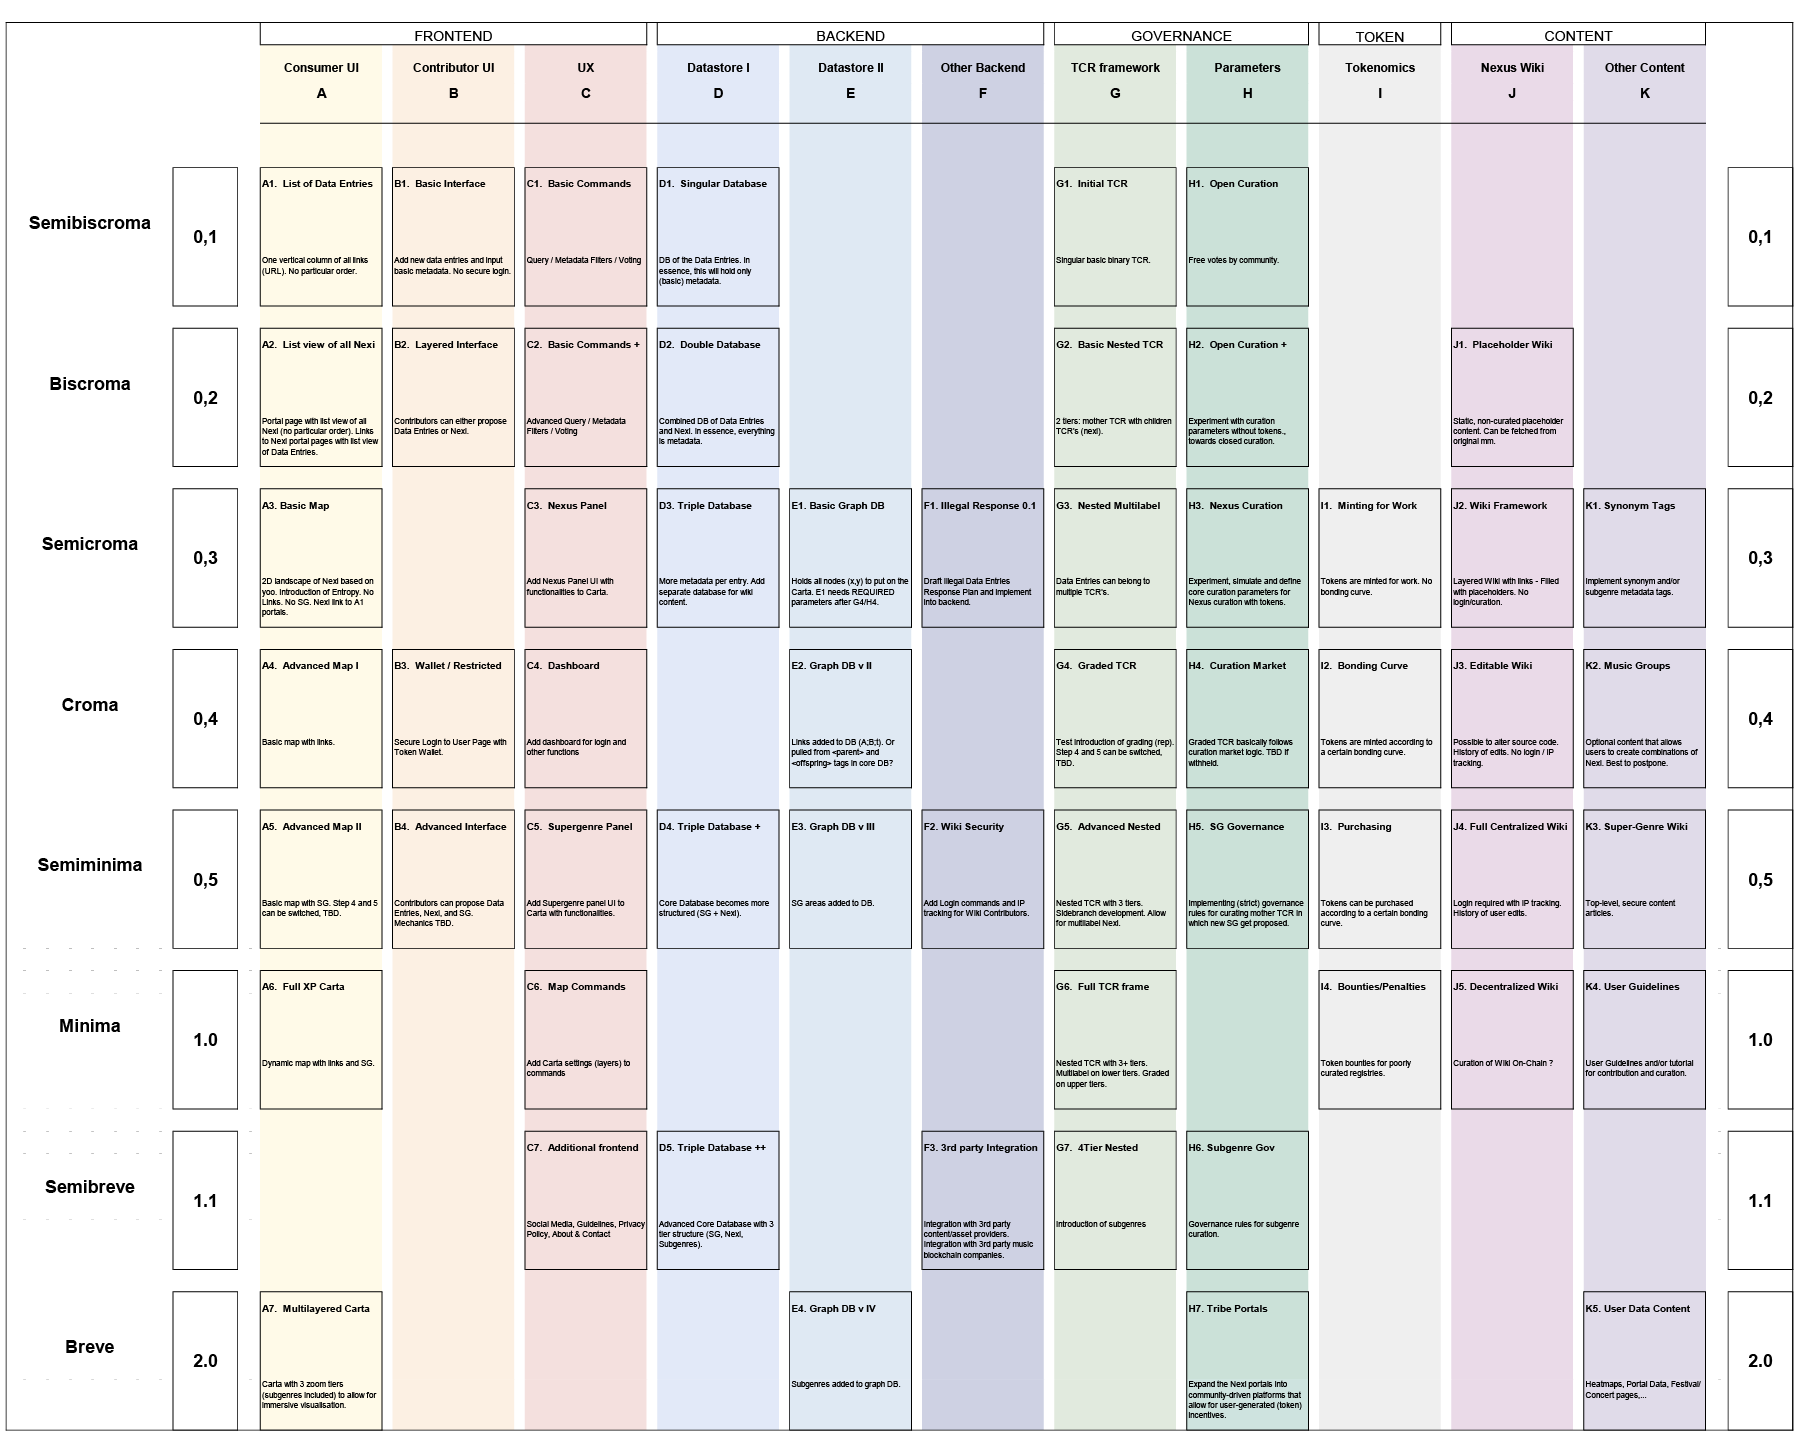 FRONTEND
BACKEND
GOVERNANCE
TOKEN
CONTENT
Consumer UI
Contributor UI
UX
Datastore I
Datastore II
Other Backend
TCR framework
Parameters
Tokenomics
Nexus Wiki
Other Content
A
B
C
D
E
F
G
H
I
J
K
Semibiscroma
0,1
A1. List of Data Entries
One vertical column of all links
(URL). No particular order.
B1. Basic Interface
Add new data entries and input
basic metadata. No secure login.
C1. Basic Commands
Query / Metadata Filters / Voting
D1. Singular Database
DB of the Data Entries. In
essence, this will hold only
(basic) metadata.
G1. Initial TCR
Singular basic binary TCR.
H1. Open Curation
Free votes by community.
0,1
Biscroma
0,2
A2. List view of all Nexi
Portal page with list view of all
Nexi (no particular order). Links
to Nexi portal pages with list view
of Data Entries.
B2. Layered Interface
Contributors can either propose
Data Entries or Nexi.
C2. Basic Commands +
Advanced Query / Metadata
Filters / Voting
D2. Double Database
Combined DB of Data Entries
and Nexi. In essence, everything
is metadata.
G2. Basic Nested TCR
2 tiers: mother TCR with children
TCR's (nexi).
H2. Open Curation +
Experiment with curation
parameters without tokens.,
towards closed curation.
J1. Placeholder Wiki
Static, non-curated placeholder
content. Can be fetched from
original mm.
0,2
Semicroma
0,3
A3. Basic Map
2D landscape of Nexi based on
yoo. Introduction of Entropy. No
Links. No SG. Nexi link to A1
portals.
C3. Nexus Panel
Add Nexus Panel UI with
functionalities to Carta.
D3. Triple Database
More metadata per entry. Add
separate database for wiki
content.
E1. Basic Graph DB
Holds all nodes (x,y) to put on the
Carta. E1 needs REQUIRED
parameters after G4/H4.
F1. Illegal Response 0.1
Draft Illegal Data Entries
Response Plan and implement
into backend.
G3. Nested Multilabel
Data Entries can belong to
multiple TCR's.
H3. Nexus Curation
Experiment, simulate and define
core curation parameters for
Nexus curation with tokens.
I1. Minting for Work
Tokens are minted for work. No
bonding curve.
J2. Wiki Framework
Layered Wiki with links - Filled
with placeholders. No
login/curation.
K1. Synonym Tags
Implement synonym and/or
subgenre metadata tags.
0,3
Croma
0,4
A4. Advanced Map I
Basic map with links.
B3. Wallet / Restricted
Secure Login to User Page with
Token Wallet.
C4. Dashboard
Add dashboard for login and
other functions
E2. Graph DB v II
Links added to DB (A;B;t). Or
pulled from <parent> and
<offspring> tags in core DB?
G4. Graded TCR
Test introduction of grading (rep).
Step 4 and 5 can be switched,
TBD.
H4. Curation Market
Graded TCR basically follows
curation market logic. TBD if
withheld.
I2. Bonding Curve
Tokens are minted according to
a certain bonding curve.
J3. Editable Wiki
Possible to alter source code.
History of edits. No login / IP
tracking.
K2. Music Groups
Optional content that allows
users to create combinations of
Nexi. Best to postpone.
0,4
Semiminima
0,5
A5. Advanced Map II
Basic map with SG. Step 4 and 5
can be switched, TBD.
B4. Advanced Interface
Contributors can propose Data
Entries, Nexi, and SG.
Mechanics TBD.
C5. Supergenre Panel
Add Supergenre panel UI to
Carta with functionalities.
D4. Triple Database +
Core Database becomes more
structured (SG + Nexi).
E3. Graph DB v III
SG areas added to DB.
F2. Wiki Security
Add Login commands and IP
tracking for Wiki Contributors.
G5. Advanced Nested
Nested TCR with 3 tiers.
Sidebranch development. Allow
for multilabel Nexi.
H5. SG Governance
Implementing (strict) governance
rules for curating mother TCR in
which new SG get proposed.
I3. Purchasing
Tokens can be purchased
according to a certain bonding
curve.
J4. Full Centralized Wiki
Login required with IP tracking.
History of user edits.
K3. Super-Genre Wiki
Top-level, secure content
articles.
0,5
Minima
1.0
A6. Full XP Carta
Dynamic map with links and SG.
C6. Map Commands
Add Carta settings (layers) to
commands
G6. Full TCR frame
Nested TCR with 3+ tiers.
Multilabel on lower tiers. Graded
on upper tiers.
I4. Bounties/Penalties
Token bounties for poorly
curated registries.
J5. Decentralized Wiki
Curation of Wiki On-Chain ?
K4. User Guidelines
User Guidelines and/or tutorial
for contribution and curation.
1.0
Semibreve
1.1
C7. Additional frontend
Social Media, Guidelines, Privacy
Policy, About & Contact
D5. Triple Database ++
Advanced Core Database with 3
tier structure (SG, Nexi,
Subgenres).
F3. 3rd party Integration
Integration with 3rd party
content/asset providers.
Integration with 3rd party music
blockchain companies.
G7. 4Tier Nested
Introduction of subgenres
H6. Subgenre Gov
Governance rules for subgenre
curation.
1.1
Breve
2.0
A7. Multilayered Carta
Carta with 3 zoom tiers
(subgenres included) to allow for
immersive visualisation.
E4. Graph DB v IV
Subgenres added to graph DB.
H7. Tribe Portals
Expand the Nexi portals into
community-driven platforms that
allow for user-generated (token)
incentives.
K5. User Data Content
Heatmaps, Portal Data, Festival/
Concert pages,...
2.0